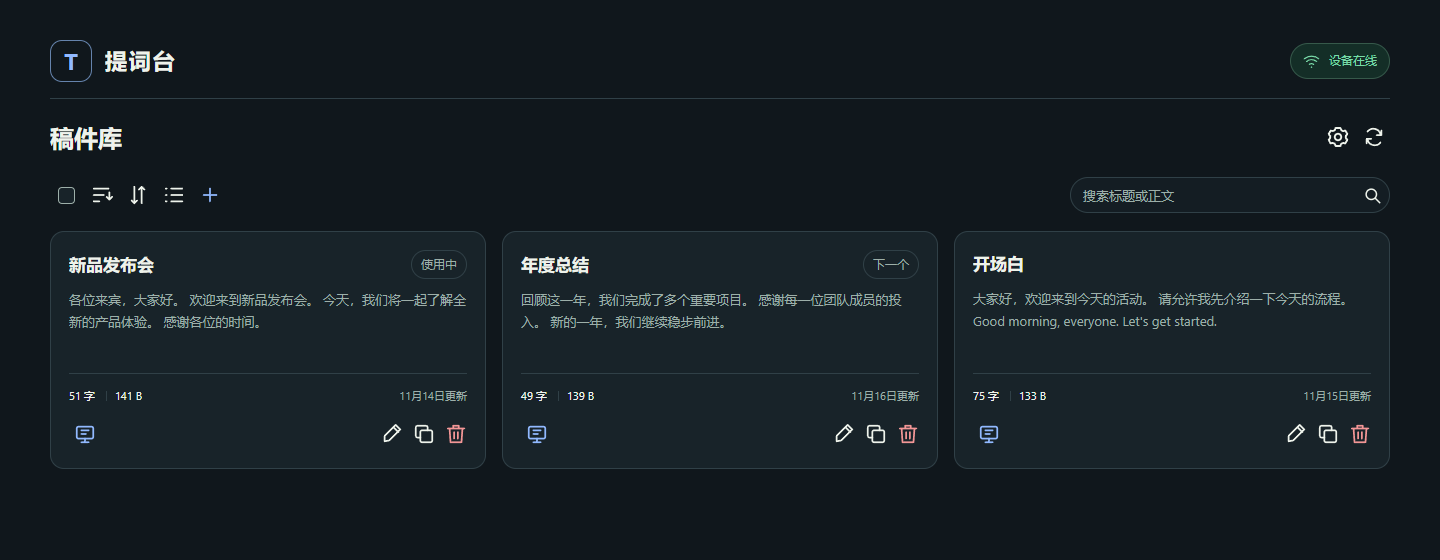 T 提词台
设备在线
稿件库
搜索标题或正文
新品发布会
使用中
各位来宾，大家好。 欢迎来到新品发布会。 今天，我们将一起了解全
新的产品体验。 感谢各位的时间。
51 字 | 141 B
11月14日更新
年度总结
下一个
回顾这一年，我们完成了多个重要项目。 感谢每一位团队成员的投
入。 新的一年，我们继续稳步前进。
49 字 | 139 B
11月16日更新
开场白
大家好，欢迎来到今天的活动。 请允许我先介绍一下今天的流程。
Good morning, everyone. Let's get started.
75 字 | 133 B
11月15日更新